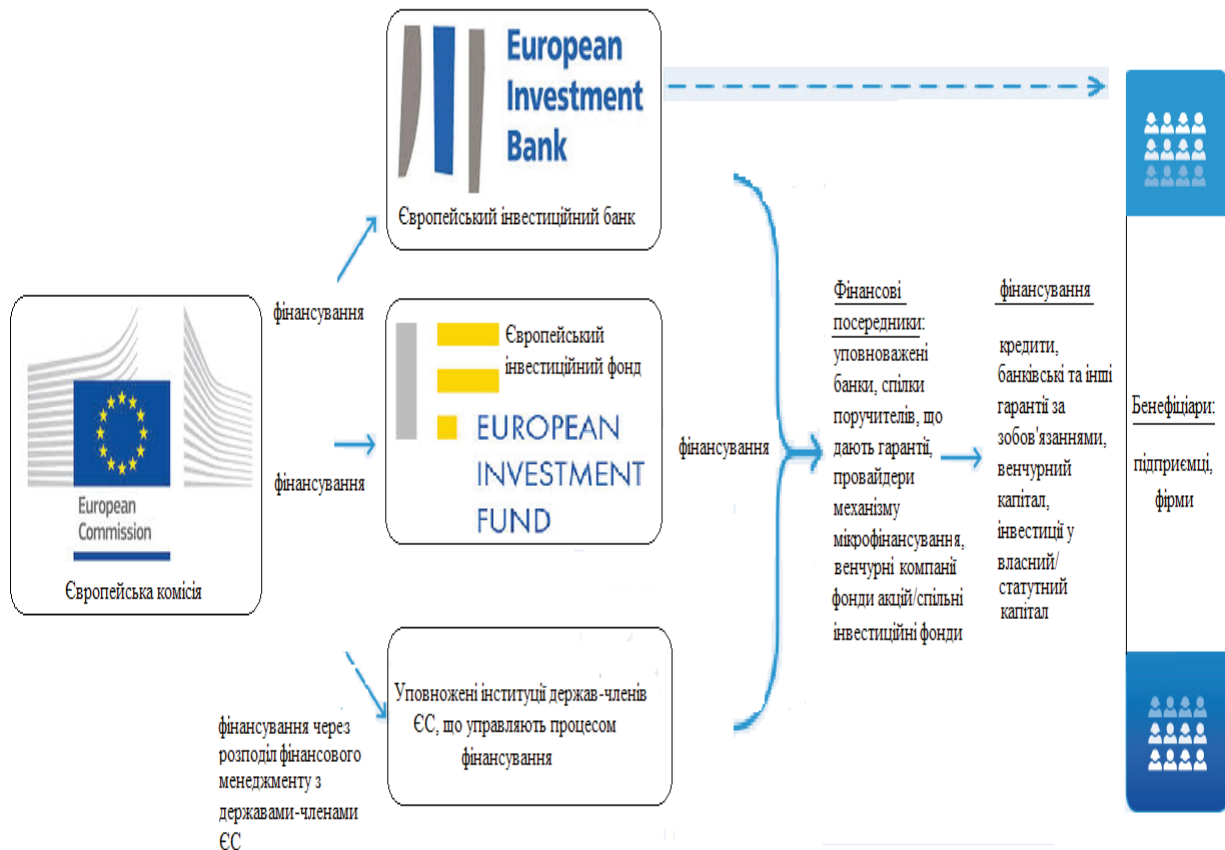 European
Investment
Bank
Європейський інвестиційний банк
фінансування
European
Commission
Європейська комісія
фінансування
Європейський
інвестиційний фонд
EUROPEAN
INVESTMENT
FUND
фінансування через
розподіл фінансового
менеджменту з
державами-членами
ЄС
Уповножені інституції держав-членів
ЄС, що управляють процесом
фінансування
фінансування
Фінансові
посередники:
уповноважені
банки, спілки
поручителів, що
дають гарантії,
провайдери
механізму
мікрофінансування,
венчурні компанії
фонди акцій/спільні
інвестиційні фонди
фінансування
кредити,
банківські та інші
гарантії за
зобов'язаннями,
венчурний
капітал,
інвестиції у
власний/
статутний
капітал
Бенефіціари:
підприємці,
фірми